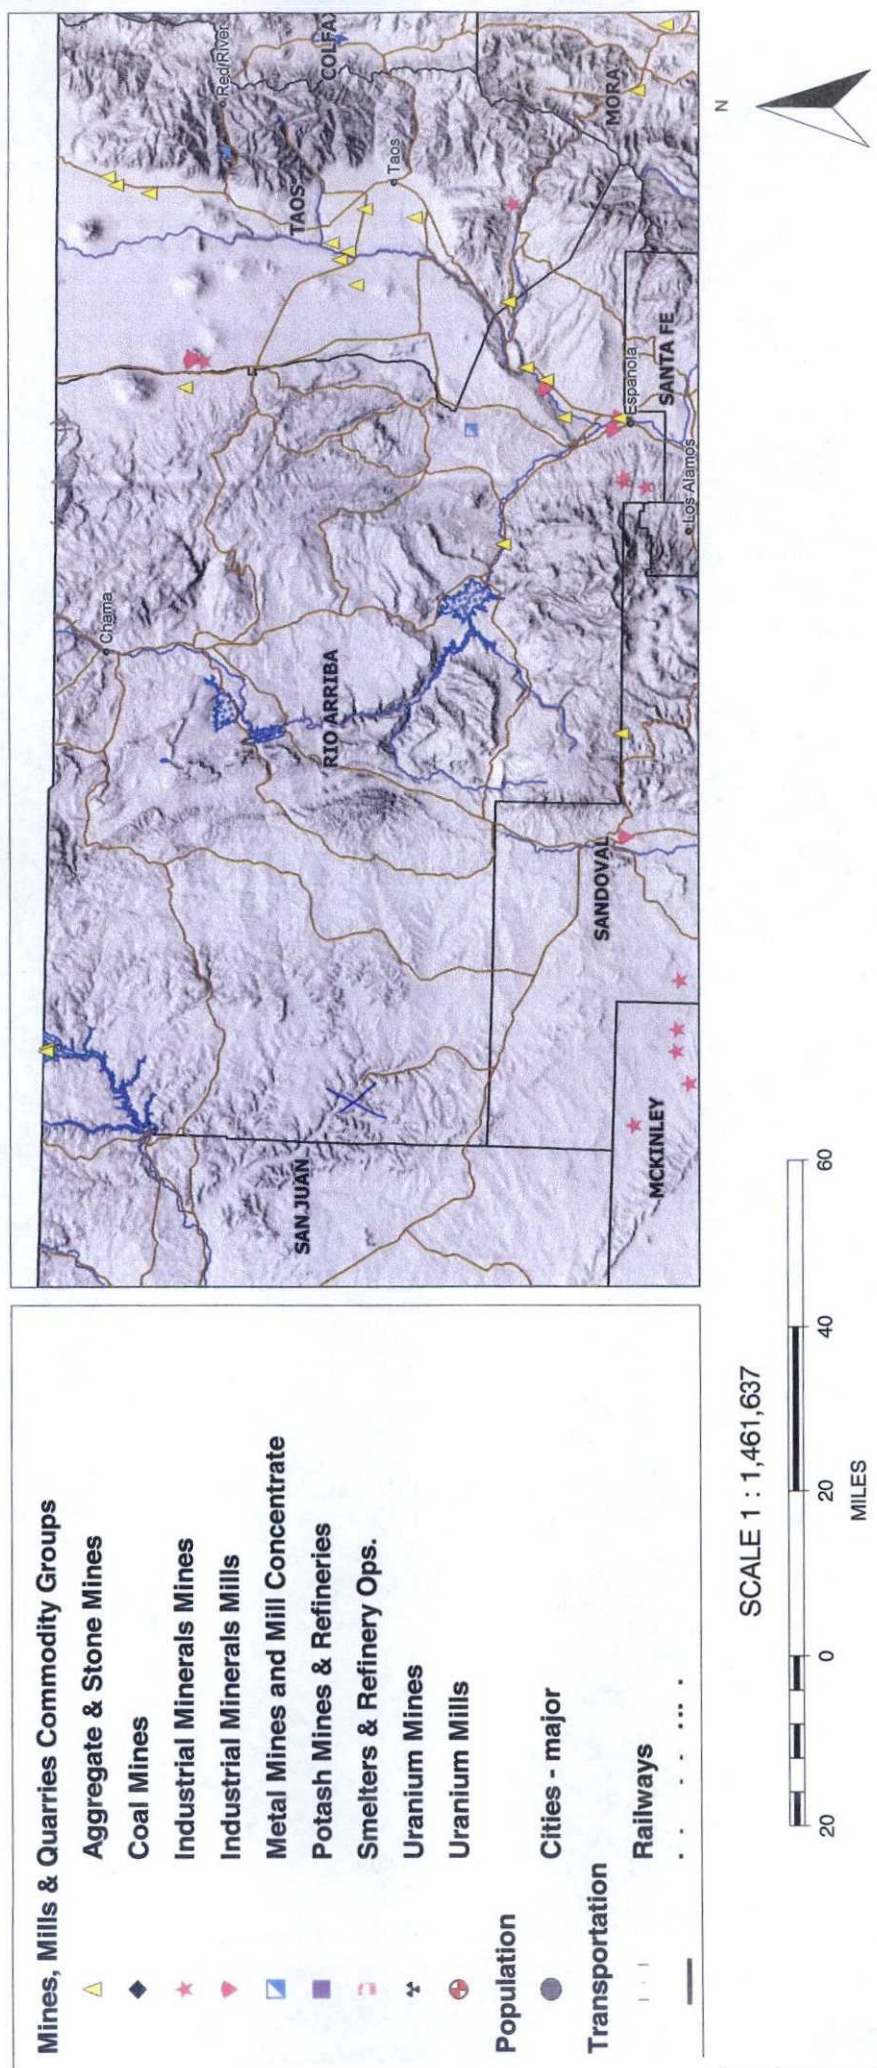 Mines, Mills & Quarries Commodity Groups
Aggregate & Stone Mines
Coal Mines
Industrial Minerals Mines
Industrial Minerals Mills
Metal Mines and Mill Concentrate
Potash Mines & Refineries
Smelters & Refinery Ops.
Uranium Mines
Uranium Mills
Population
Cities - major
Transportation
Railways
Chama
Red River
COLFAX
TAOS
Taos
RIO ARRIBA
SAN JUAN
MORA
SANDOVAL
Espanola
SANTA FE
Los Alamos
MCKINLEY
N
SCALE 1 : 1,461,637
20 0 20 40 60
MILES